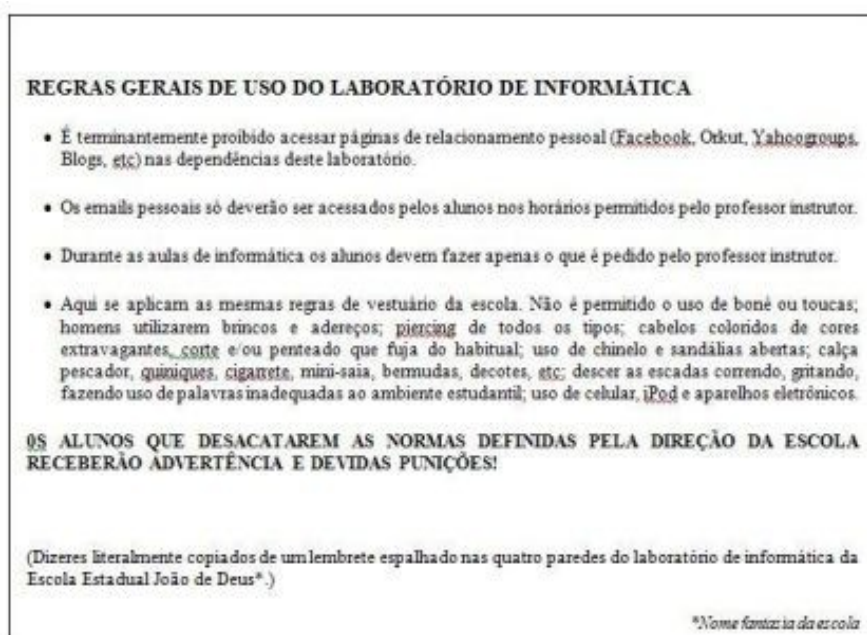 REGRAS GERAIS DE USO DO LABORATÓRIO DE INFORMÁTICA
• É terminantemente proibido acessar páginas de relacionamento pessoal (Facebook, Orkut, Yahoogroups,
Blogs, etc) nas dependências deste laboratório.
• Os emails pessoais só deverão ser acessados pelos alunos nos horários permitidos pelo professor instrutor.
• Durante as aulas de informática os alunos devem fazer apenas o que é pedido pelo professor instrutor.
• Aqui se aplicam as mesmas regras de vestuário da escola. Não é permitido o uso de boné ou toucas;
homens utilizarem brincos e adereços; piercing de todos os tipos; cabelos coloridos de cores
extravagantes, corte e/ou penteado que fuja do habitual; uso de chinelo e sandálias abertas; calça
pescador, quiniques, cigarrete, mini-saia, bermudas, decotes, etc; descer as escadas correndo, gritando,
fazendo uso de palavras inadequadas ao ambiente estudantil; uso de celular, iPod e aparelhos eletrônicos.
0S ALUNOS QUE DESACATAREM AS NORMAS DEFINIDAS PELA DIREÇÃO DA ESCOLA
RECEBERÃO ADVERTÊNCIA E DEVIDAS PUNIÇÕES!
(Dizeres literalmente copiados de um lembrete espalhado nas quatro paredes do laboratório de informática da
Escola Estadual João de Deus*.)
*Nome fantasia da escola